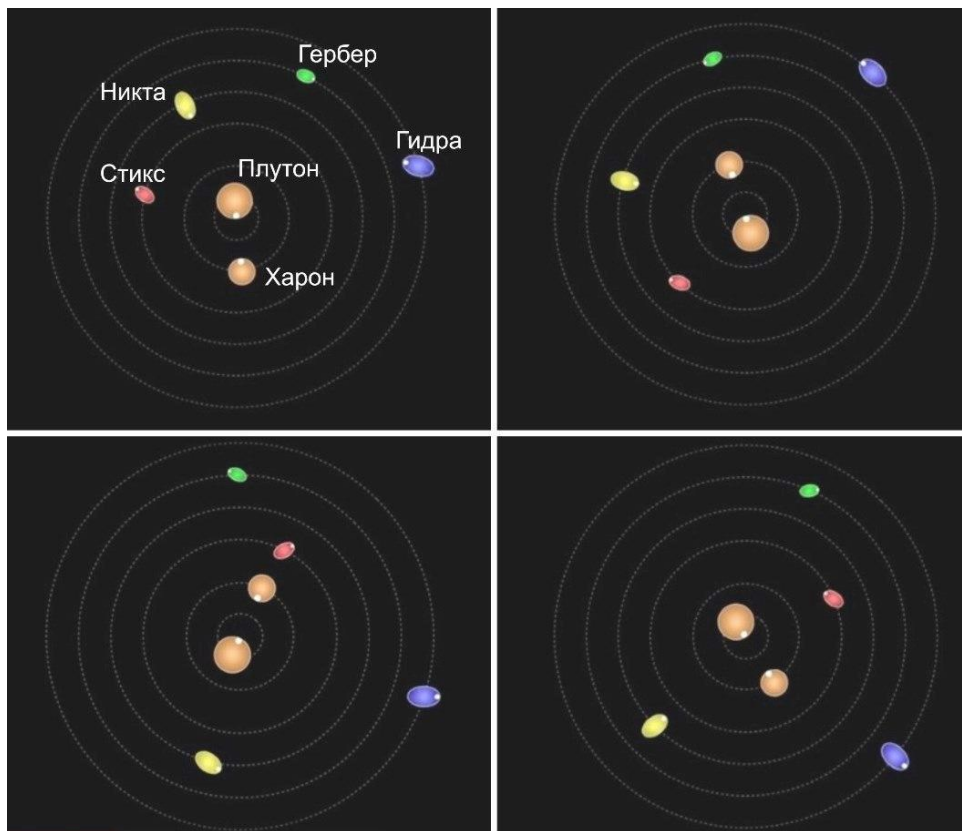 Гербер
Никта
Гидра
Стикс
Плутон
Харон